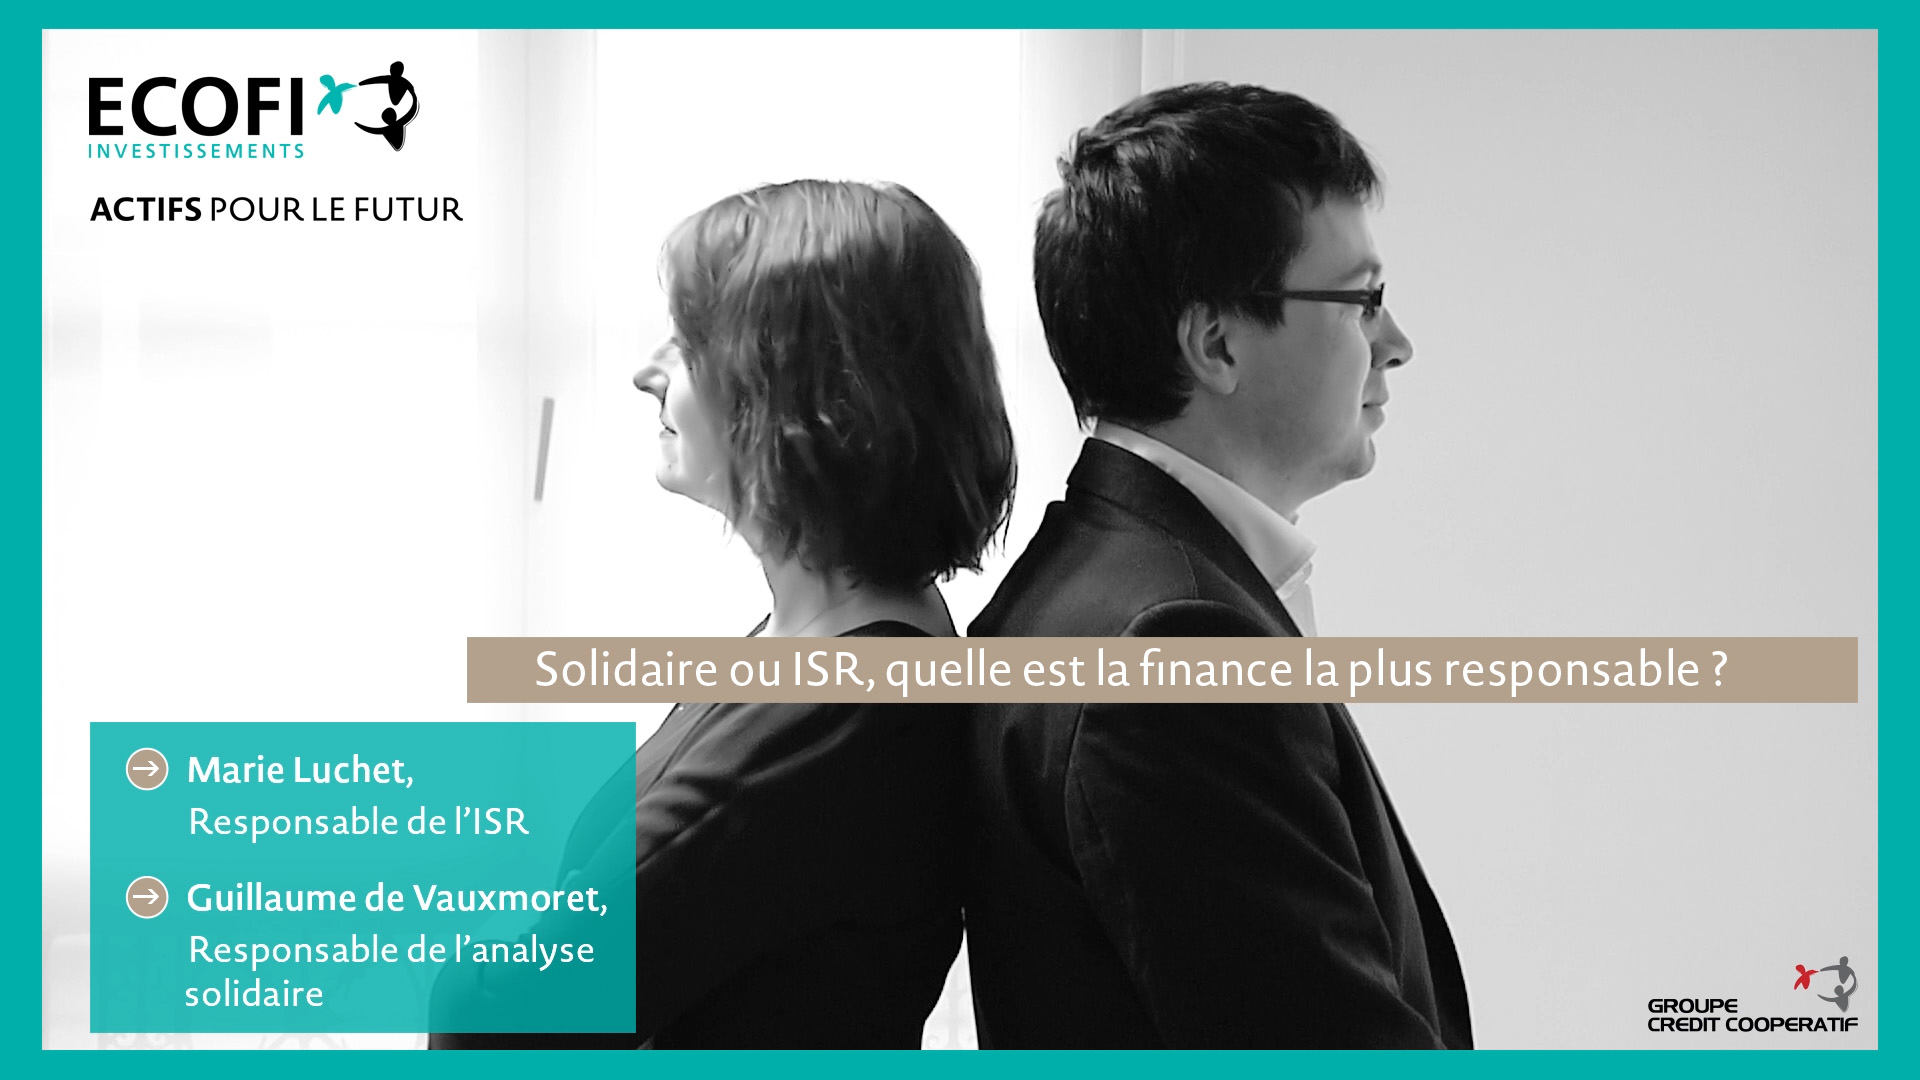 ECOFI
INVESTISSEMENTS
ACTIFS POUR LE FUTUR
Solidaire ou ISR, quelle est la finance la plus responsable ?
Marie Luchet,
Responsable de l’ISR
Guillaume de Vauxmoret,
Responsable de l’analyse
solidaire
GROUPE
CREDIT COOPERATIF